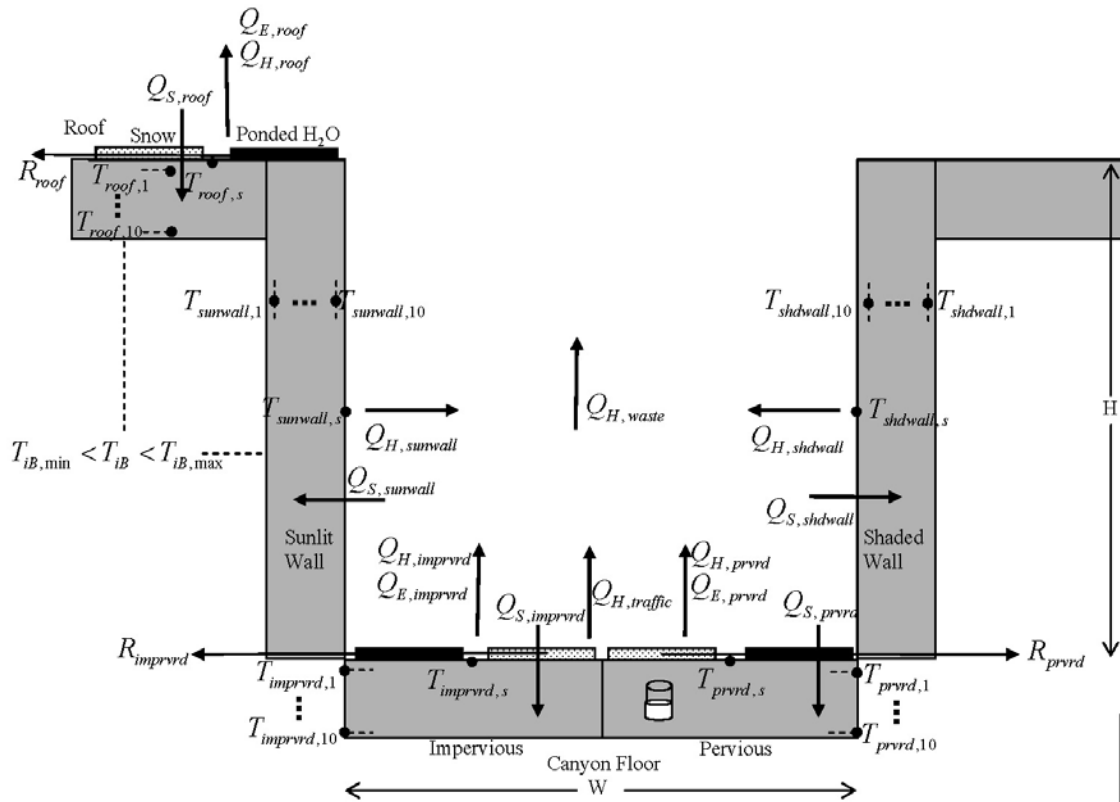 Q_{E,roof}
Q_{H,roof}
Q_{S,roof}
Roof
Snow
Ponded H₂O
R_{roof}
T_{roof,1}
T_{roof,s}
T_{roof,10}
T_{sunwall,1}
T_{sunwall,10}
T_{shdwall,10}
T_{shdwall,1}
T_{sunwall,s}
Q_{H,waste}
T_{shdwall,s}
H
Q_{H,sunwall}
Q_{H,shdwall}
T_{iB,min} < T_{iB} < T_{iB,max}
Q_{S,sunwall}
Q_{S,shdwall}
Sunlit
Wall
Shaded
Wall
Q_{H,imprvrd}
Q_{E,imprvrd}
Q_{S,imprvrd}
Q_{H,traffic}
Q_{H,prvrd}
Q_{E,prvrd}
Q_{S,prvrd}
R_{imprvrd}
R_{prvrd}
T_{imprvrd,1}
T_{imprvrd,s}
T_{prvrd,s}
T_{prvrd,1}
T_{imprvrd,10}
T_{prvrd,10}
Impervious
Pervious
Canyon Floor
W